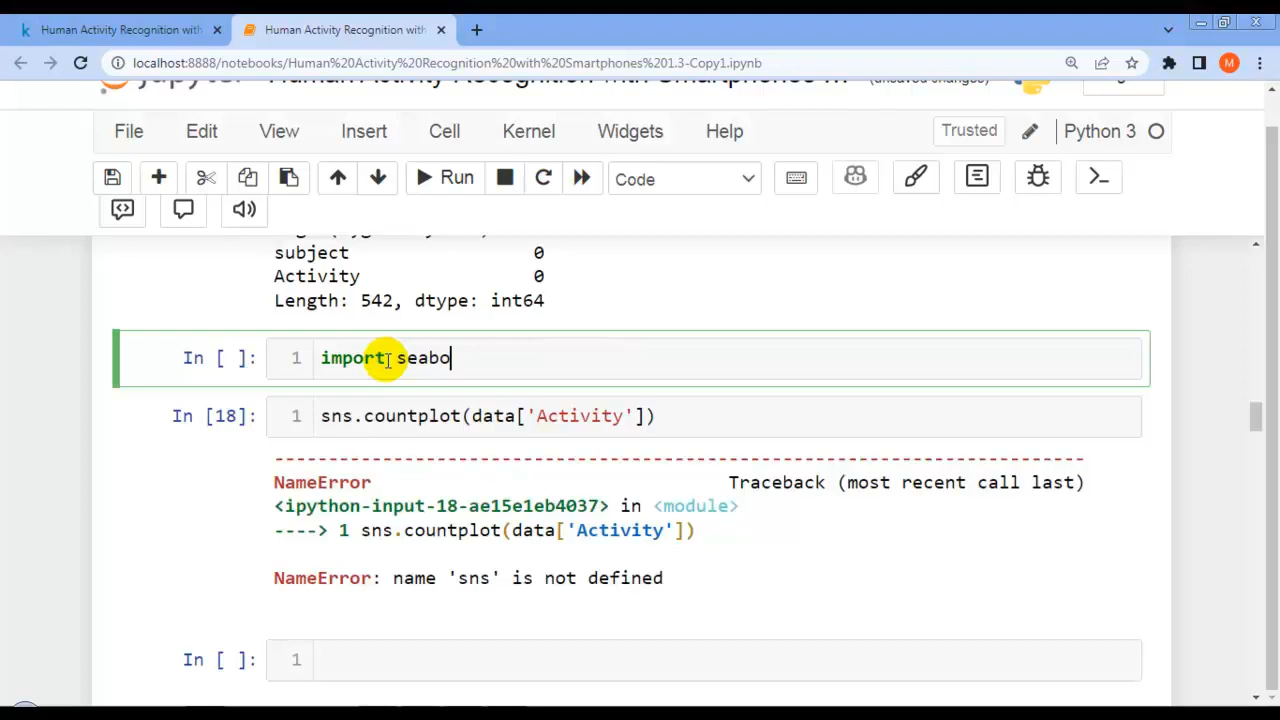 Human Activity Recognition with
Human Activity Recognition with
localhost:8888/notebooks/Human%20Activity%20Recognition%20with%20Smartphones%201.3-Copy1.ipynb
M
File Edit View Insert Cell Kernel Widgets Help
Trusted
Python 3
Run
Code
subject 0
Activity 0
Length: 542, dtype: int64
In [ ]: 1 import seabo
In [18]: 1 sns.countplot(data['Activity'])
---------------------------------------------------------------------------
NameError Traceback (most recent call last)
<ipython-input-18-ae15e1eb4037> in <module>
----> 1 sns.countplot(data['Activity'])
NameError: name 'sns' is not defined
In [ ]: 1